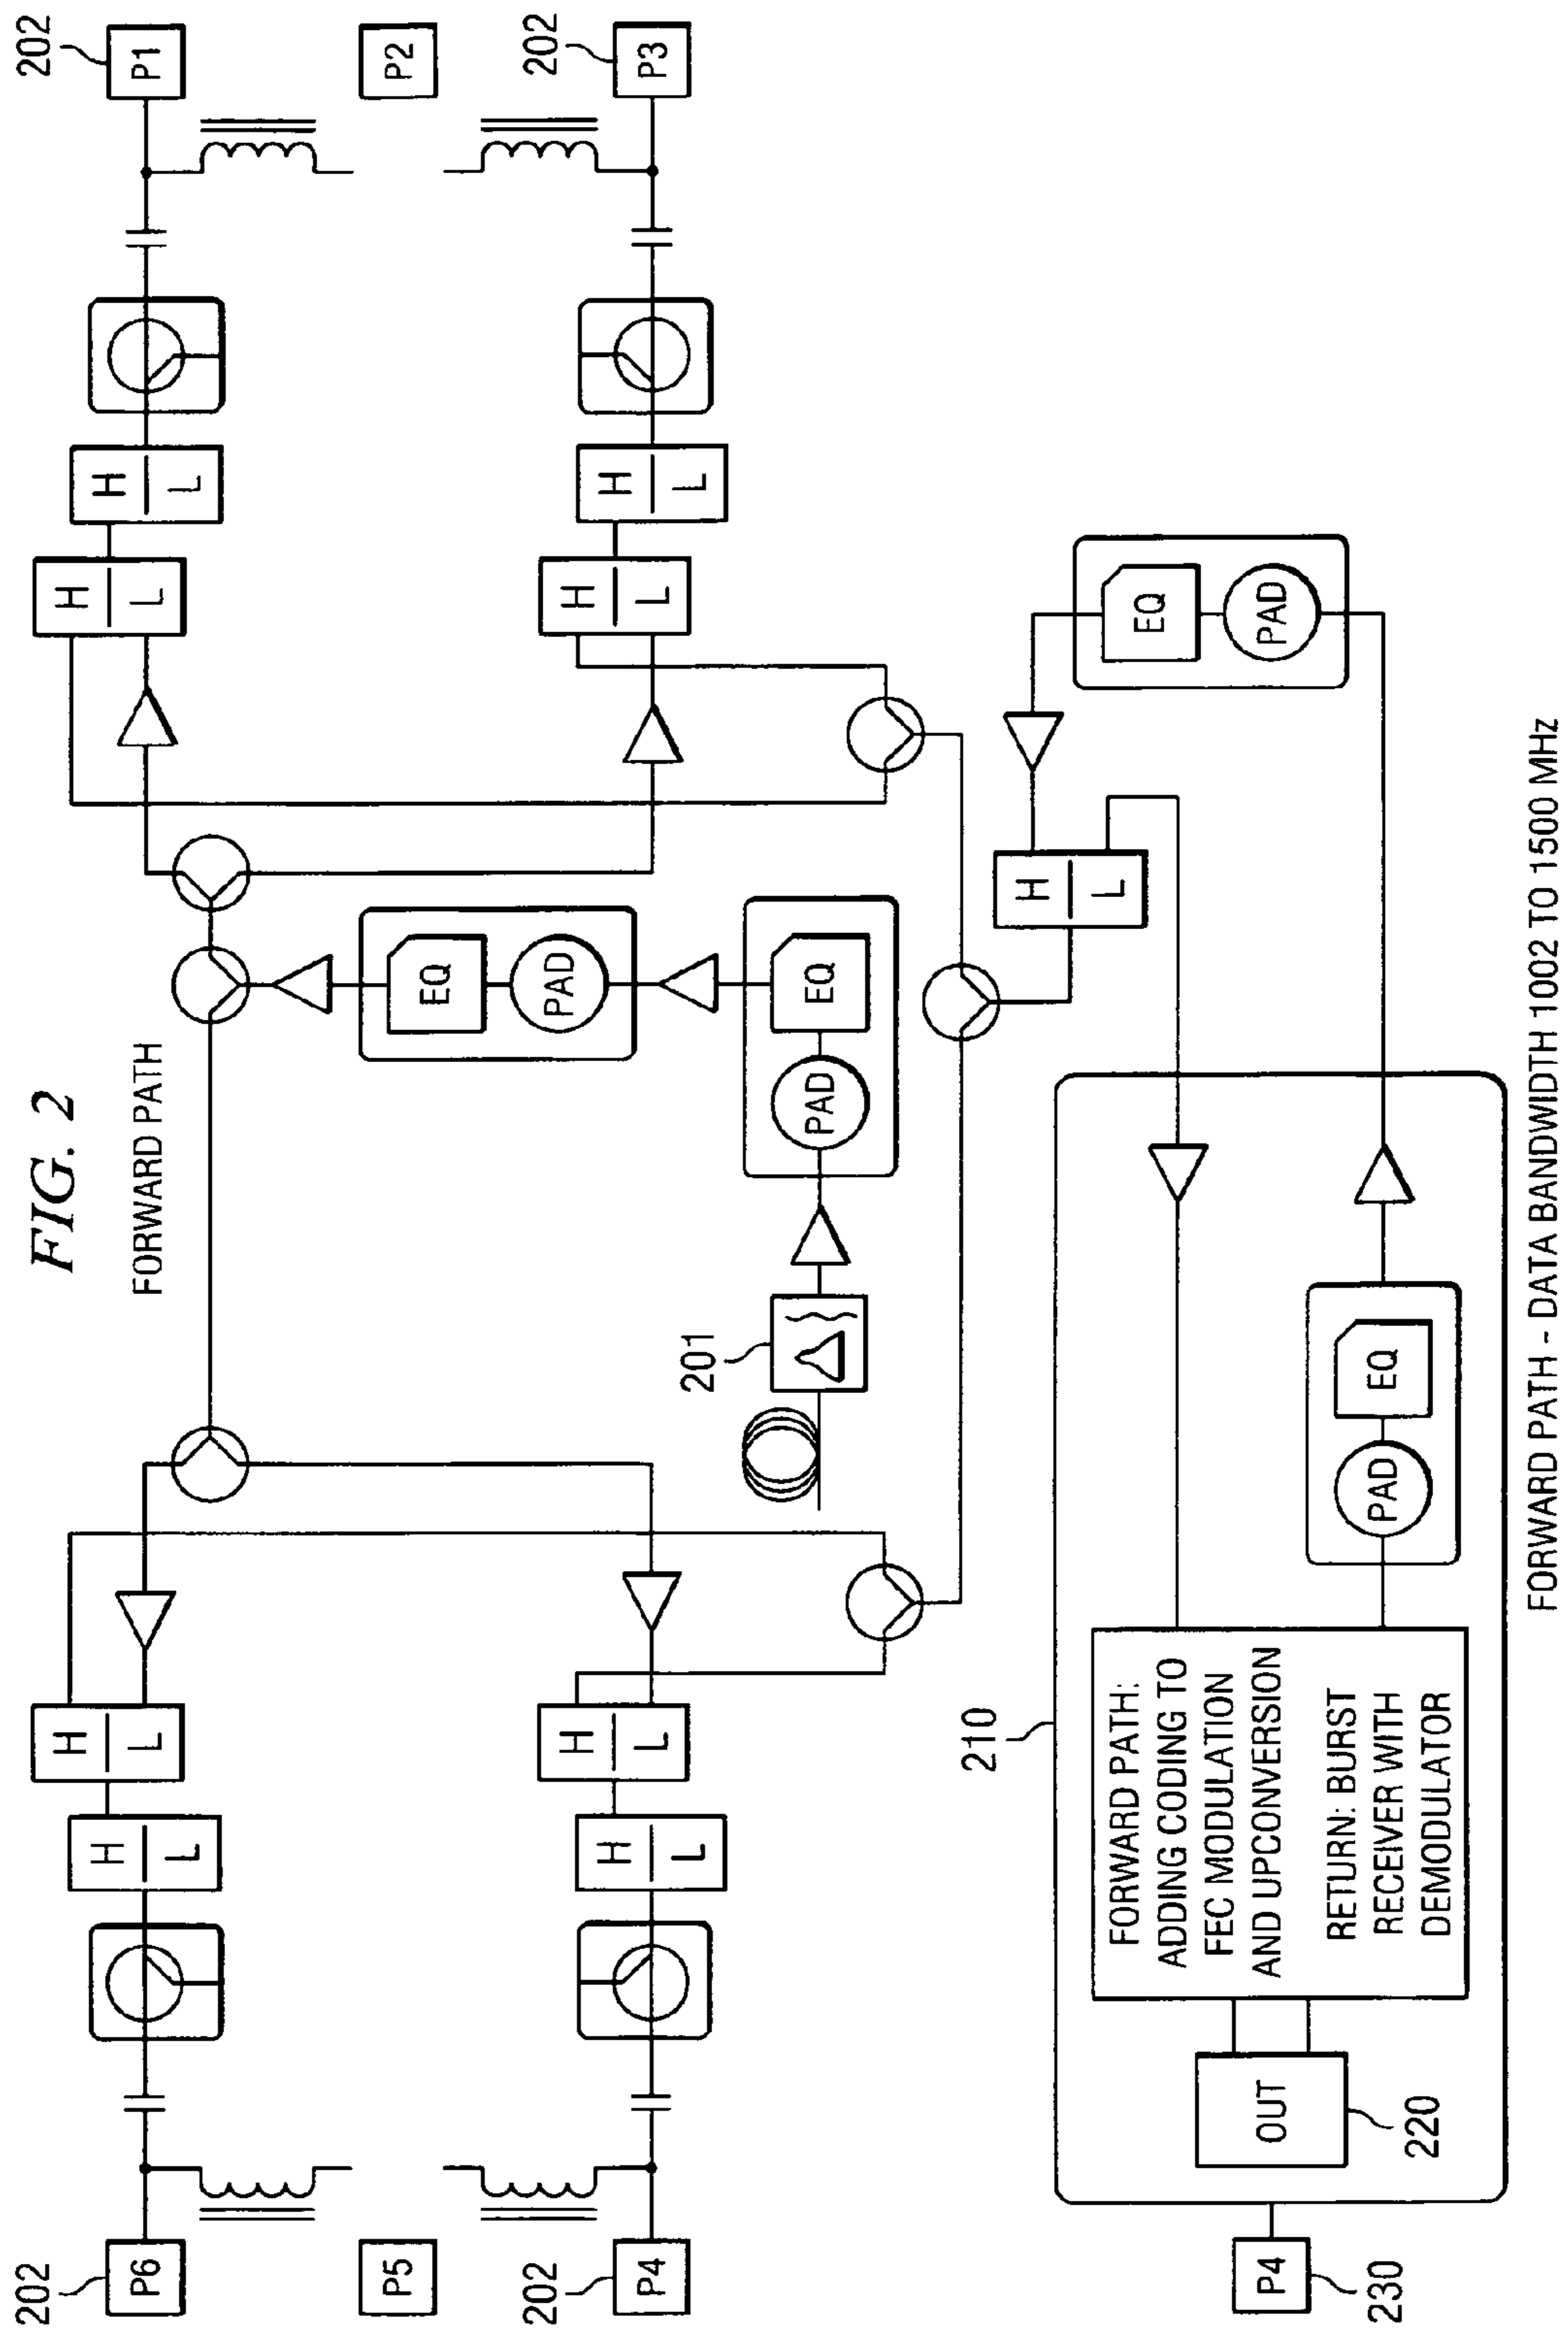 FIG. 2
202
P6
H
L
H
L
FORWARD PATH
H
L
H
L
202
P1
P5
EQ
PAD
P2
202
P4
H
L
H
L
H
L
H
L
202
P3
201
PAD
EQ
H
L
EQ
PAD
210
FORWARD PATH:
ADDING CODING TO
FEC MODULATION
AND UPCONVERSION
RETURN: BURST
RECEIVER WITH
DEMODULATOR
PAD
EQ
OUT
220
P4
230
FORWARD PATH - DATA BANDWIDTH 1002 TO 1500 MHz